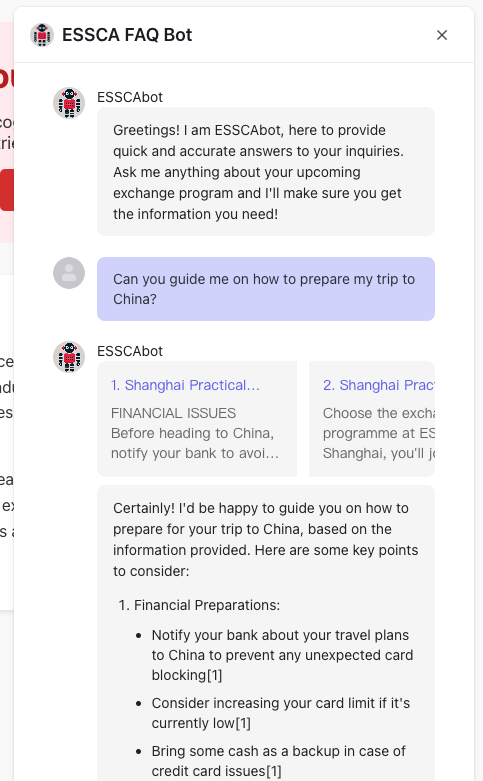 ESSCA FAQ Bot
ESSCAbot
Greetings! I am ESSCAbot, here to provide
quick and accurate answers to your inquiries.
Ask me anything about your upcoming
exchange program and I'll make sure you get
the information you need!
Can you guide me on how to prepare my trip to
China?
ESSCAbot
1. Shanghai Practical...
FINANCIAL ISSUES
Before heading to China,
notify your bank to avoi...
2. Shanghai Pract
Choose the excha
programme at ES
Shanghai, you'll jo
Certainly! I'd be happy to guide you on how to
prepare for your trip to China, based on the
information provided. Here are some key points
to consider:
1. Financial Preparations:
• Notify your bank about your travel plans
to China to prevent any unexpected card
blocking[1]
• Consider increasing your card limit if it's
currently low[1]
• Bring some cash as a backup in case of
credit card issues[1]